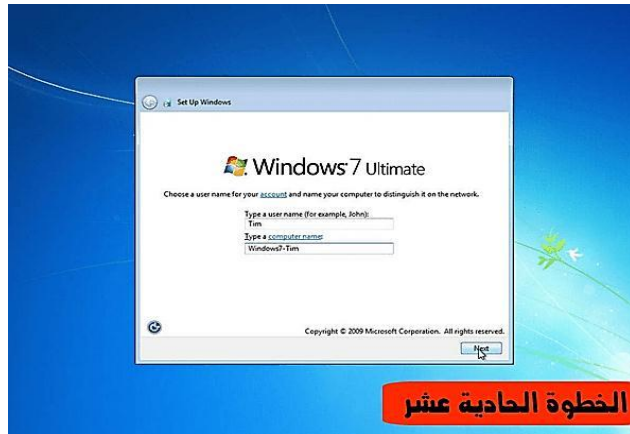 Set Up Windows
Windows 7 Ultimate
Choose a user name for your account and name your computer to distinguish it on the network.
Type a user name (for example, John):
Tim
Type a computer name:
Windows7-Tim
Copyright © 2009 Microsoft Corporation. All rights reserved.
Next
الخطوة الحادية عشر